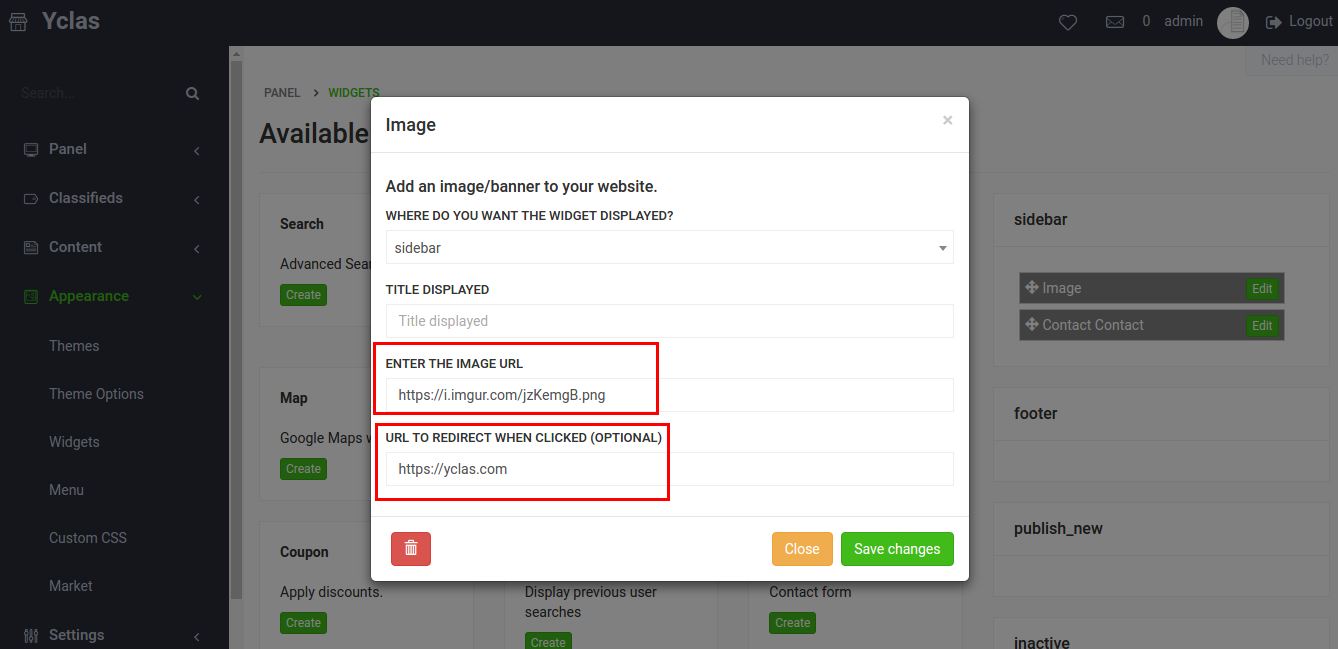 Yclas
0 admin Logout
Need help?
Search...
Panel
Classifieds
Content
Appearance
Themes
Theme Options
Widgets
Menu
Custom CSS
Market
Settings
PANEL > WIDGETS
Available
Search
Create
Map
Google Maps
Create
Coupon
Apply discounts.
Create
Display previous user
searches
Create
Contact form
Create
Image
×
Add an image/banner to your website.
WHERE DO YOU WANT THE WIDGET DISPLAYED?
sidebar
TITLE DISPLAYED
Title displayed
ENTER THE IMAGE URL
https://i.imgur.com/jzKemgB.png
URL TO REDIRECT WHEN CLICKED (OPTIONAL)
https://yclas.com
Close
Save changes
sidebar
Image Edit
Contact Contact Edit
footer
publish_new
inactive